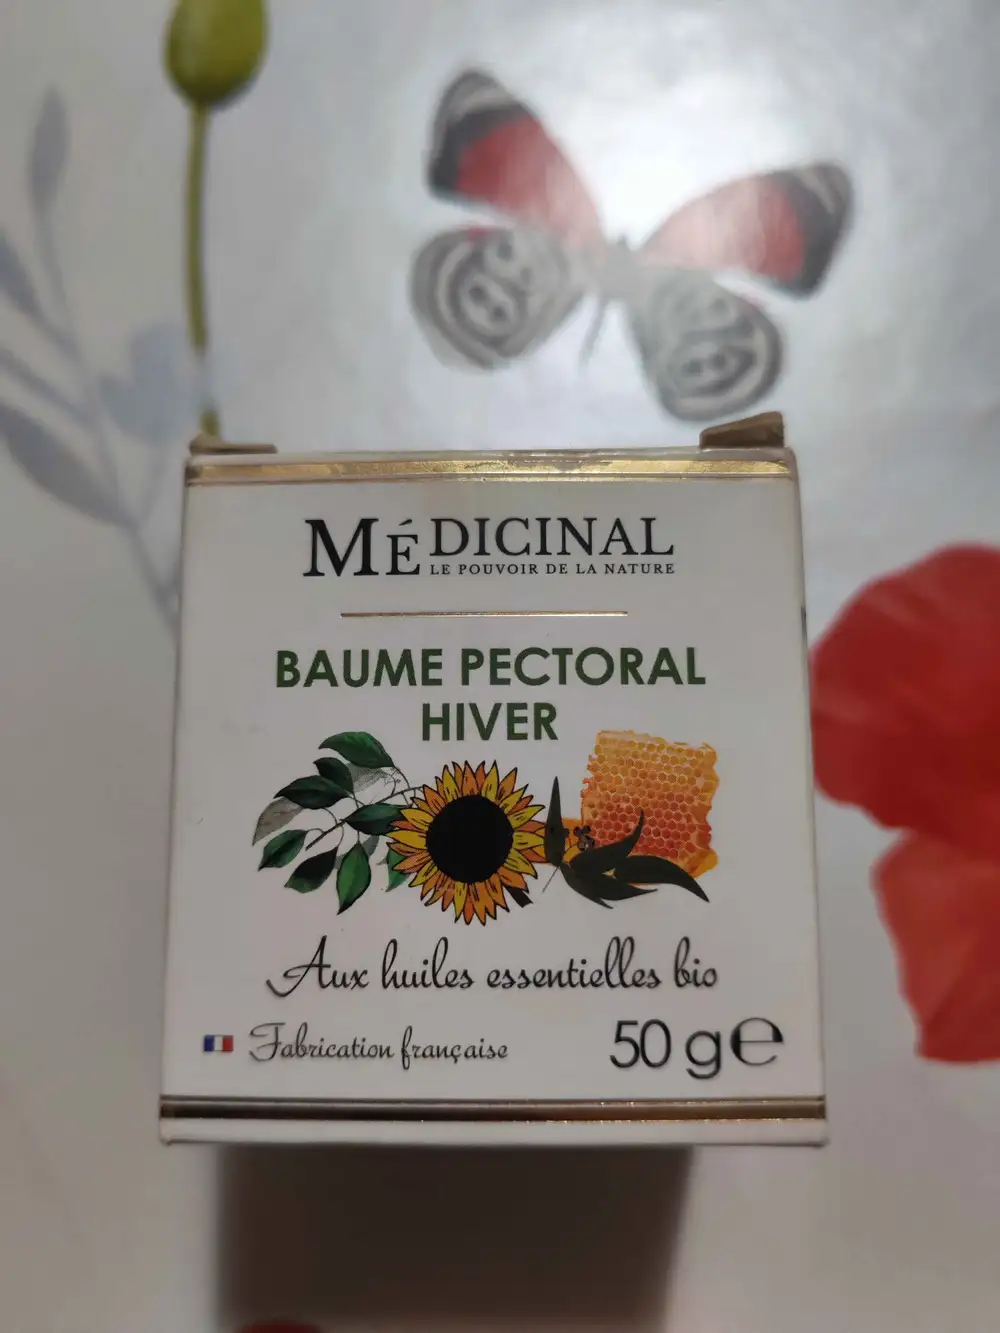 MÉDICINAL
LE POUVOIR DE LA NATURE
BAUME PECTORAL
HIVER
Aux huiles essentielles bio
Fabrication française
50 g℮